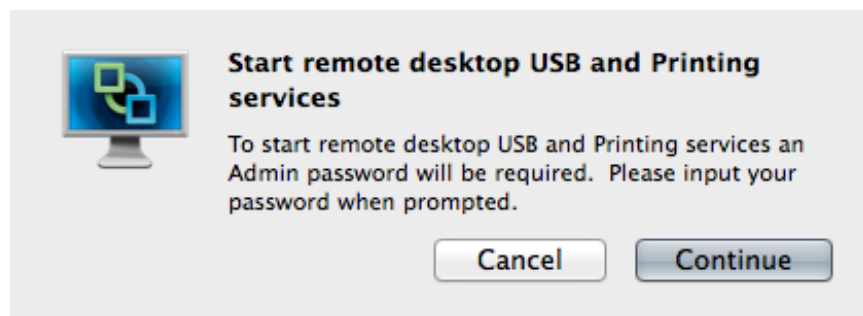 Start remote desktop USB and Printing
services
To start remote desktop USB and Printing services an
Admin password will be required.  Please input your
password when prompted.
Cancel
Continue